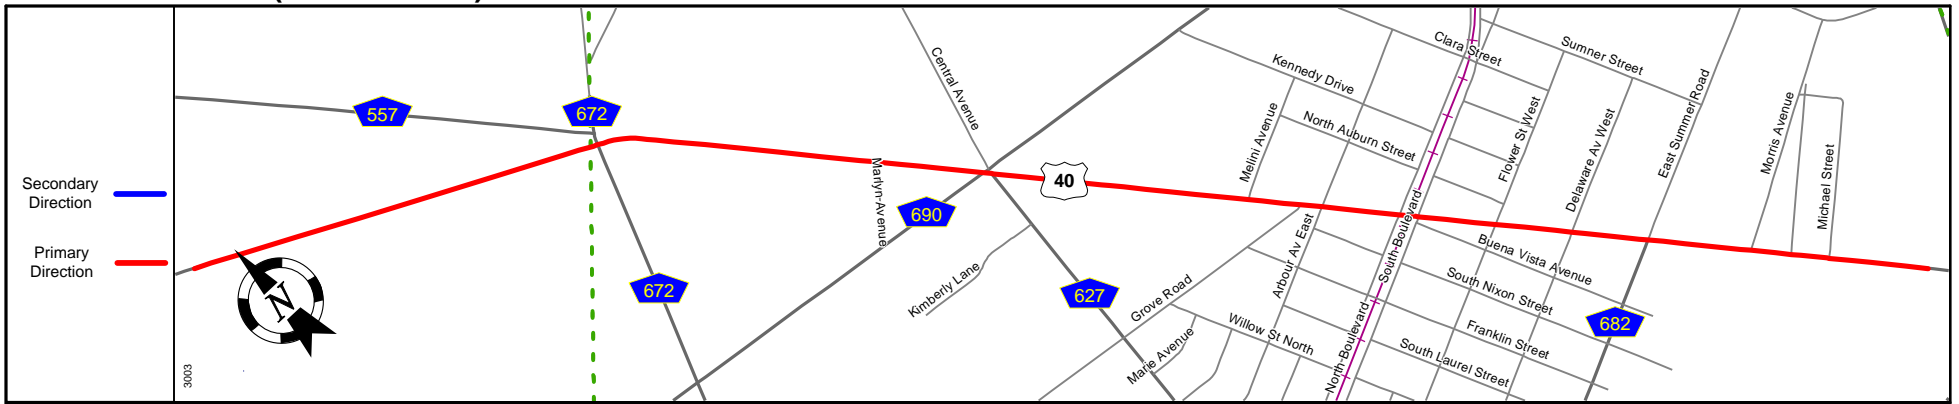 Secondary
Direction
Primary
Direction
3003
557
672
672
690
40
627
682
Central Avenue
Marlyn-Avenue
Kimberly Lane
Grove Road
Marie Avenue
Willow St North
Arbour Av East
Melini Avenue
Kennedy Drive
North Auburn Street
Clara Street
Sumner Street
Flower St West
Delaware Av West
East Summer Road
Morris Avenue
Michael Street
South-Boulevard
North-Boulevard
Buena Vista Avenue
South Nixon Street
Franklin Street
South Laurel Street
N